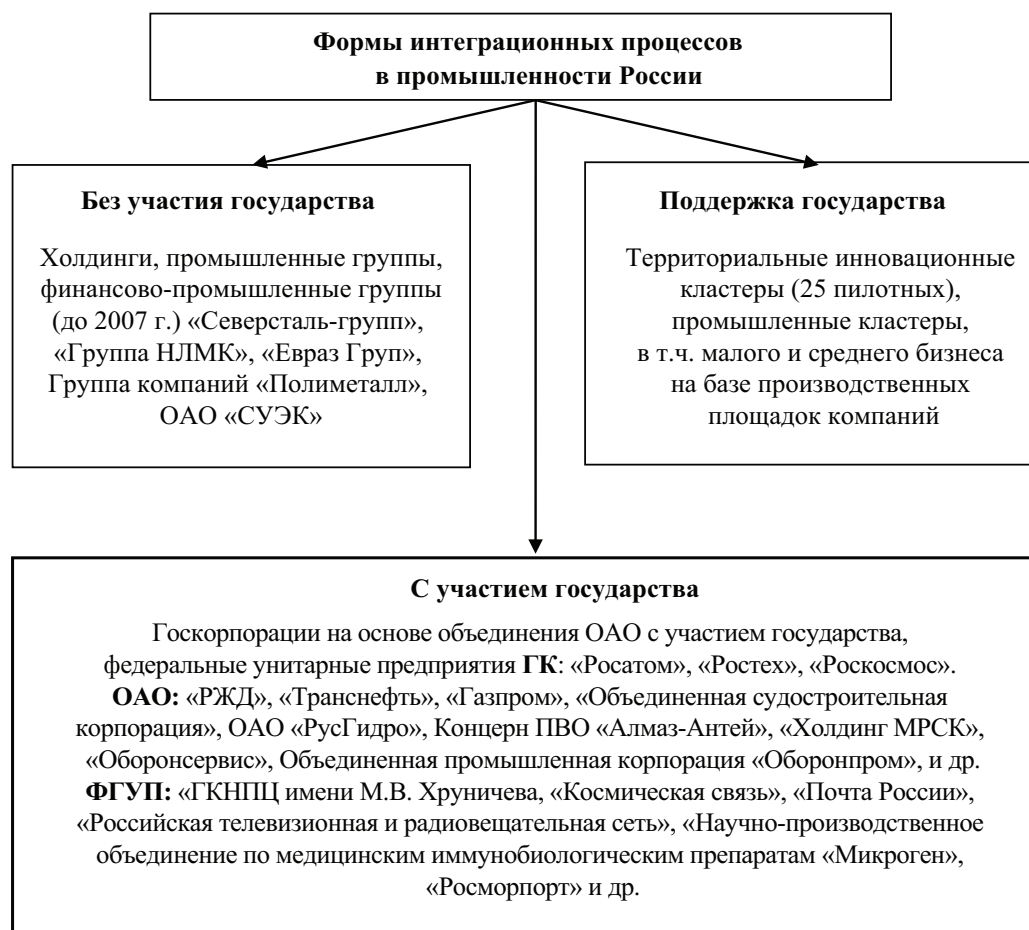 Формы интеграционных процессов
в промышленности России
Без участия государства
Холдинги, промышленные группы,
финансово-промышленные группы
(до 2007 г.) «Северсталь-групп»,
«Группа НЛМК», «Евраз Груп»,
Группа компаний «Полиметалл»,
ОАО «СУЭК»
Поддержка государства
Территориальные инновационные
кластеры (25 пилотных),
промышленные кластеры,
в т.ч. малого и среднего бизнеса
на базе производственных
площадок компаний
С участием государства
Госкорпорации на основе объединения ОАО с участием государства,
федеральные унитарные предприятия ГК: «Росатом», «Ростех», «Роскосмос».
ОАО: «РЖД», «Транснефть», «Газпром», «Объединенная судостроительная
корпорация», ОАО «РусГидро», Концерн ПВО «Алмаз-Антей», «Холдинг МРСК»,
«Оборонсервис», Объединенная промышленная корпорация «Оборонпром», и др.
ФГУП: «ГКНПЦ имени М.В. Хруничева, «Космическая связь», «Почта России»,
«Российская телевизионная и радиовещательная сеть», «Научно-производственное
объединение по медицинским иммунобиологическим препаратам «Микроген»,
«Росморпорт» и др.